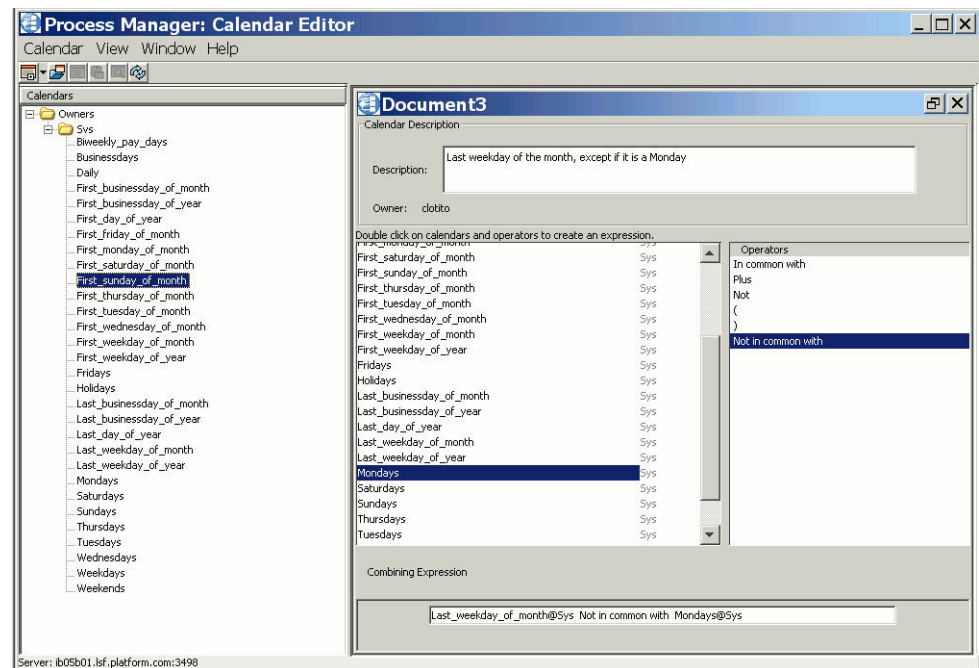 Process Manager: Calendar Editor
Calendar View Window Help
Calendars
Owners
Sys
Biweekly_pay_days
Businessdays
Daily
First_businessday_of_month
First_businessday_of_year
First_day_of_year
First_friday_of_month
First_monday_of_month
First_saturday_of_month
First_sunday_of_month
First_thursday_of_month
First_tuesday_of_month
First_wednesday_of_month
First_weekday_of_month
First_weekday_of_year
Fridays
Holidays
Last_businessday_of_month
Last_businessday_of_year
Last_day_of_year
Last_weekday_of_month
Last_weekday_of_year
Mondays
Saturdays
Sundays
Thursdays
Tuesdays
Wednesdays
Weekdays
Weekends
Document3
Calendar Description
Description: Last weekday of the month, except if it is a Monday
Owner: clotito
Double click on calendars and operators to create an expression.
First_monday_of_month Sys
First_saturday_of_month Sys
First_sunday_of_month Sys
First_thursday_of_month Sys
First_tuesday_of_month Sys
First_wednesday_of_month Sys
First_weekday_of_month Sys
First_weekday_of_year Sys
Fridays Sys
Holidays Sys
Last_businessday_of_month Sys
Last_businessday_of_year Sys
Last_day_of_year Sys
Last_weekday_of_month Sys
Last_weekday_of_year Sys
Mondays Sys
Saturdays Sys
Sundays Sys
Thursdays Sys
Tuesdays Sys
Operators
In common with
Plus
Not
(
)
Not in common with
Combining Expression
Last_weekday_of_month@Sys Not in common with Mondays@Sys
Server: ib05b01.lsf.platform.com:3498